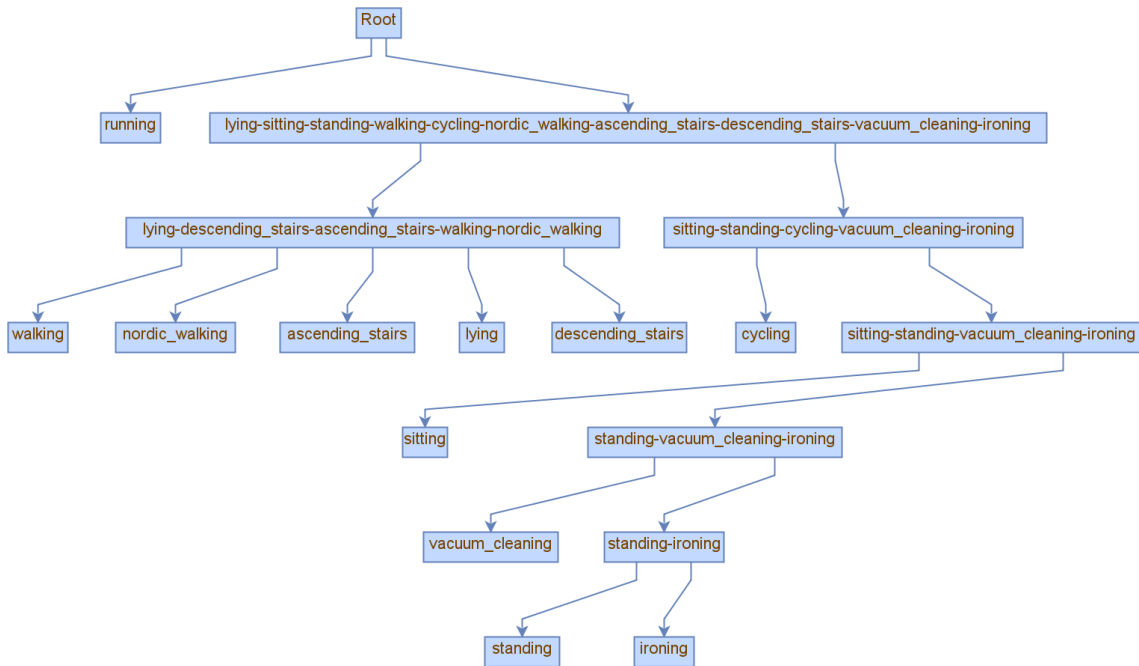 Root
running
lying-sitting-standing-walking-cycling-nordic_walking-ascending_stairs-descending_stairs-vacuum_cleaning-ironing
lying-descending_stairs-ascending_stairs-walking-nordic_walking
sitting-standing-cycling-vacuum_cleaning-ironing
walking
nordic_walking
ascending_stairs
lying
descending_stairs
cycling
sitting-standing-vacuum_cleaning-ironing
sitting
standing-vacuum_cleaning-ironing
vacuum_cleaning
standing-ironing
standing
ironing